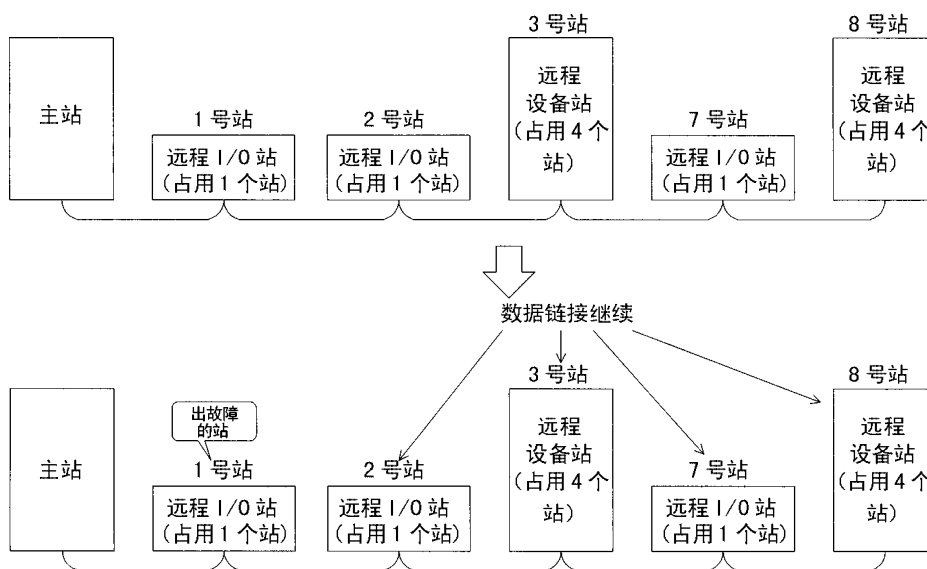 3 号站
8 号站
主站
1 号站
2 号站
7 号站
远程 I/O 站
(占用 1 个站)
远程 I/O 站
(占用 1 个站)
远程
设备站
(占用 4 个
站)
远程 I/O 站
(占用 1 个站)
远程
设备站
(占用 4 个
站)
数据链接继续
3 号站
8 号站
出故障
的站
主站
1 号站
2 号站
7 号站
远程 I/O 站
(占用 1 个站)
远程 I/O 站
(占用 1 个站)
远程
设备站
(占用 4 个
站)
远程 I/O 站
(占用 1 个站)
远程
设备站
(占用 4 个
站)